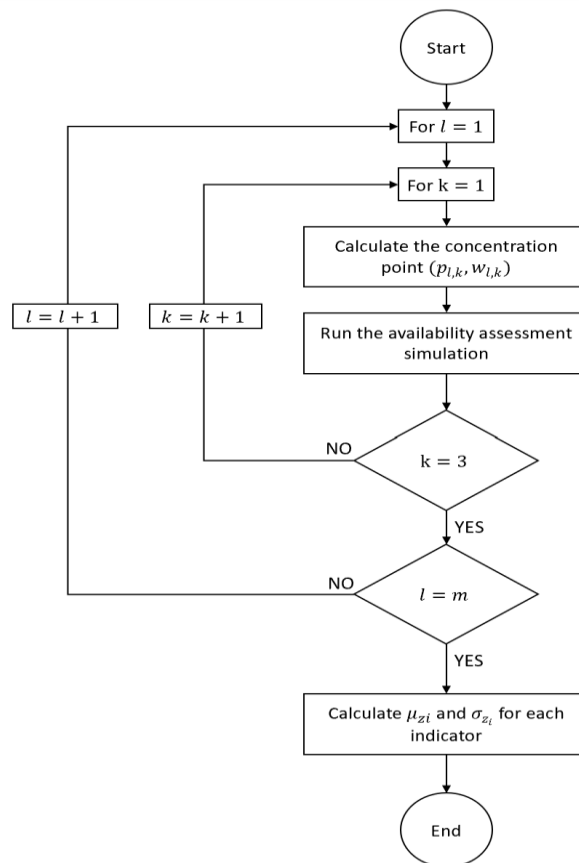 Start
For l = 1
For k = 1
Calculate the concentration
point (p_{l,k}, w_{l,k})
l = l + 1
k = k + 1
Run the availability assessment
simulation
NO
k = 3
YES
NO
l = m
YES
Calculate μ_{zi} and σ_{z_i} for each
indicator
End